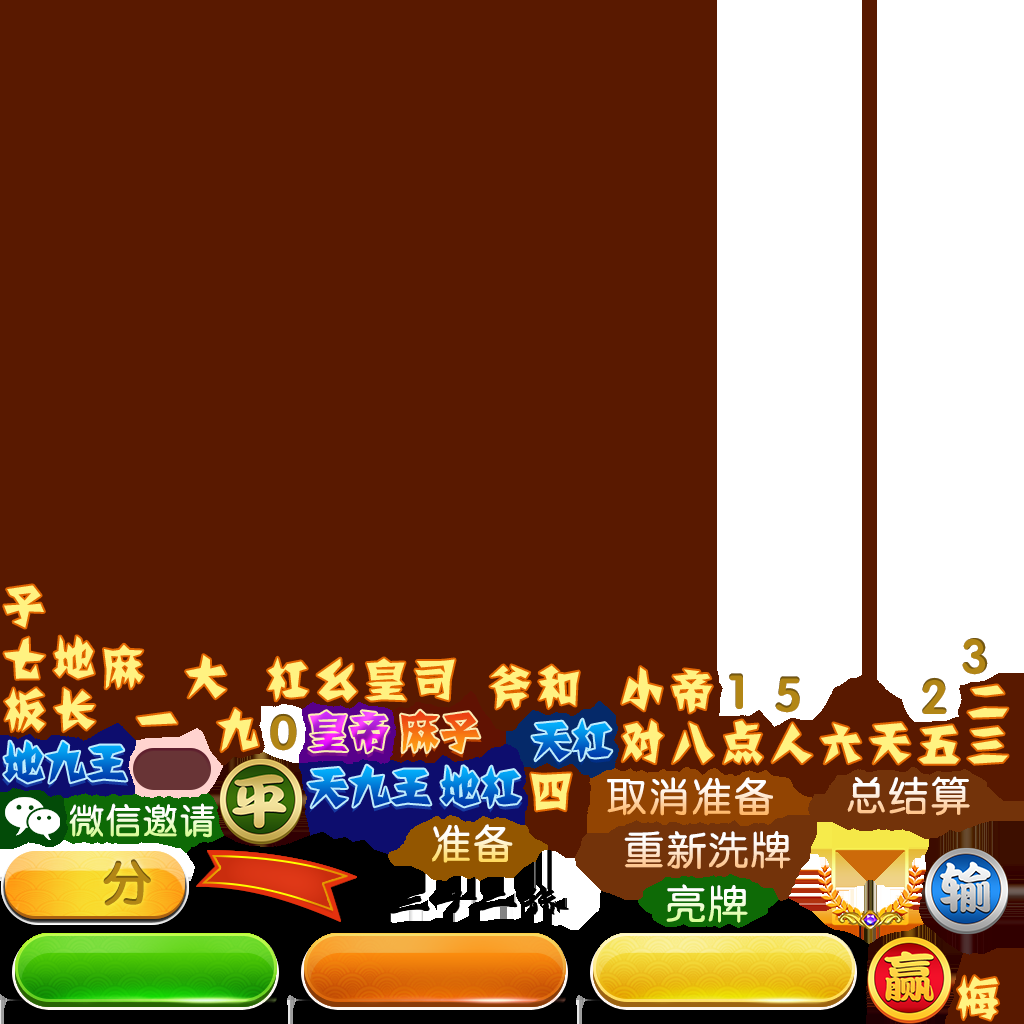 子
七地麻 大 杠幺皇司 斧和 小帝 1 5 2 3
板长 一 九 0 皇帝 麻子 天杠 对八点人六天五三 二
地九王 平 天九王 地杠 四 取消准备 总结算
微信邀请 准备 重新洗牌
分 亮牌 输
赢 梅